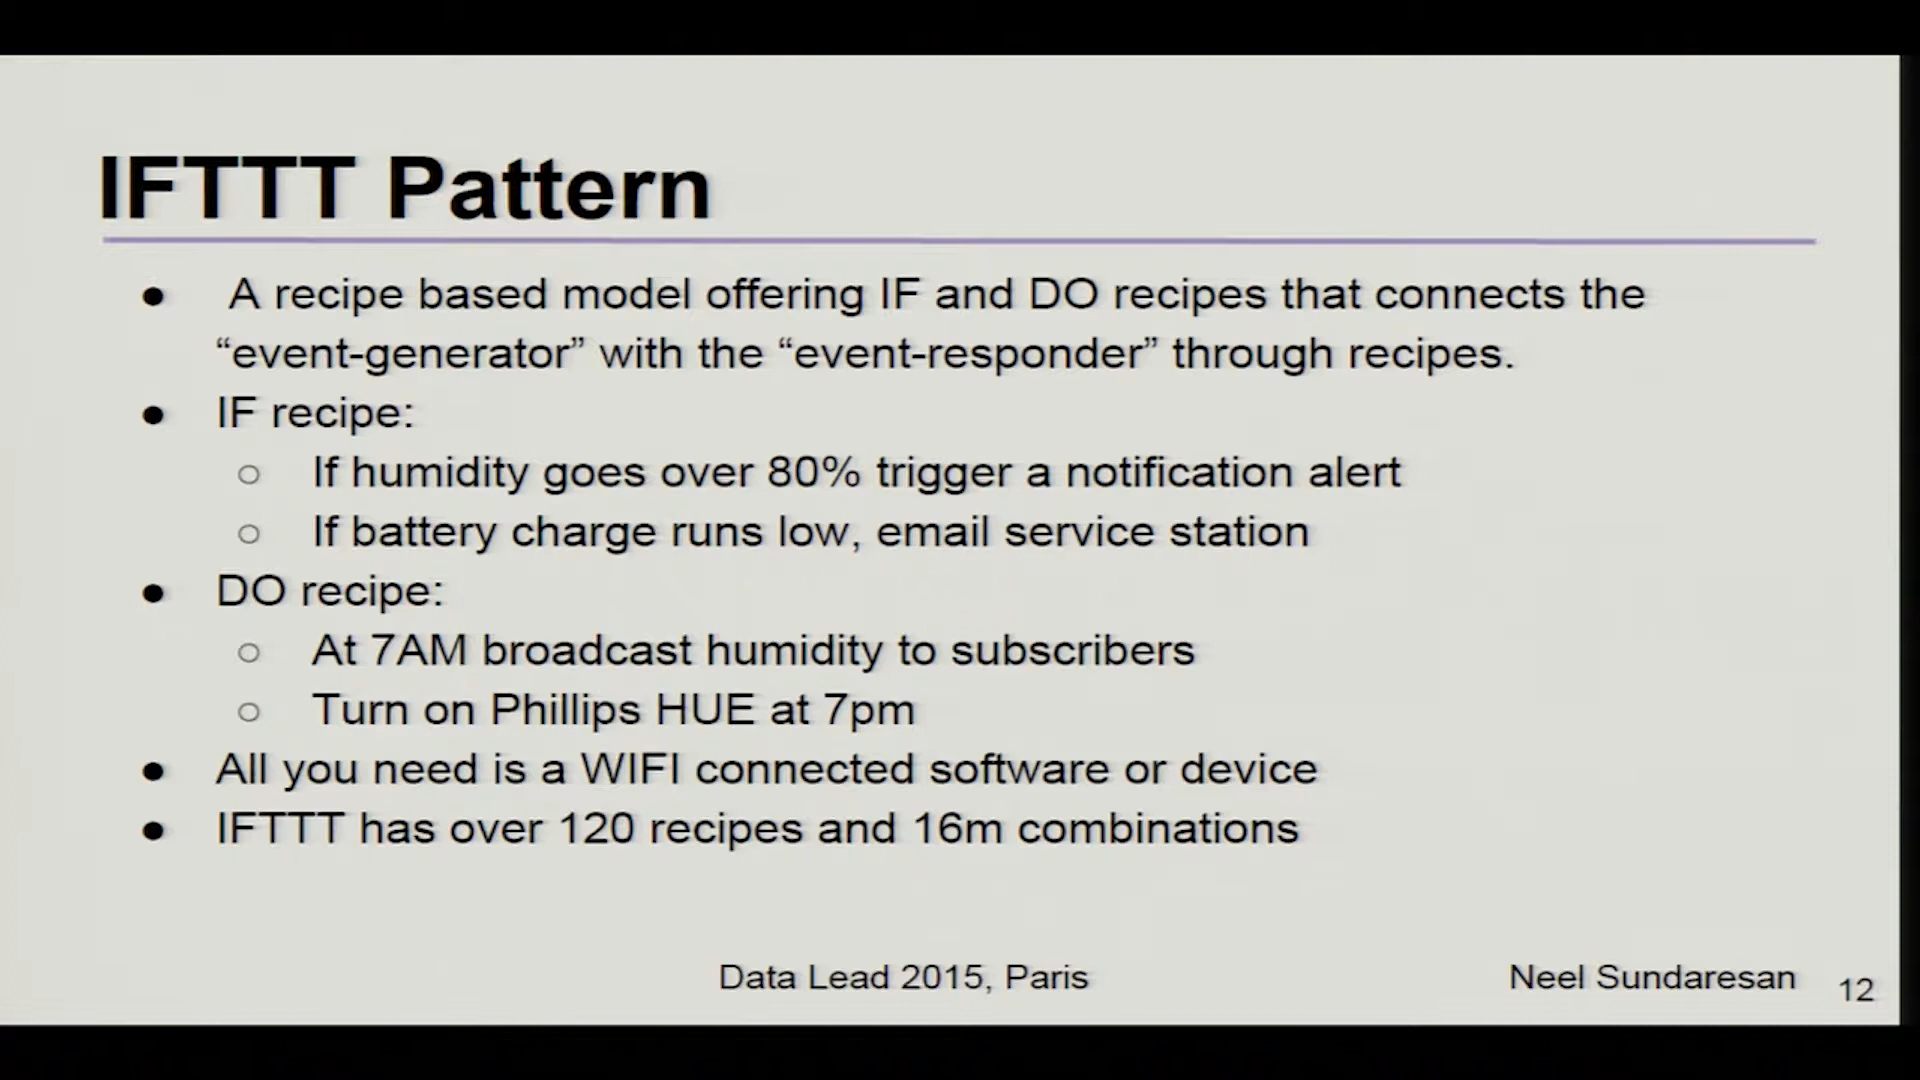 IFTTT Pattern
● A recipe based model offering IF and DO recipes that connects the
“event-generator” with the “event-responder” through recipes.
● IF recipe:
○ If humidity goes over 80% trigger a notification alert
○ If battery charge runs low, email service station
● DO recipe:
○ At 7AM broadcast humidity to subscribers
○ Turn on Phillips HUE at 7pm
● All you need is a WIFI connected software or device
● IFTTT has over 120 recipes and 16m combinations
Data Lead 2015, Paris
Neel Sundaresan
12